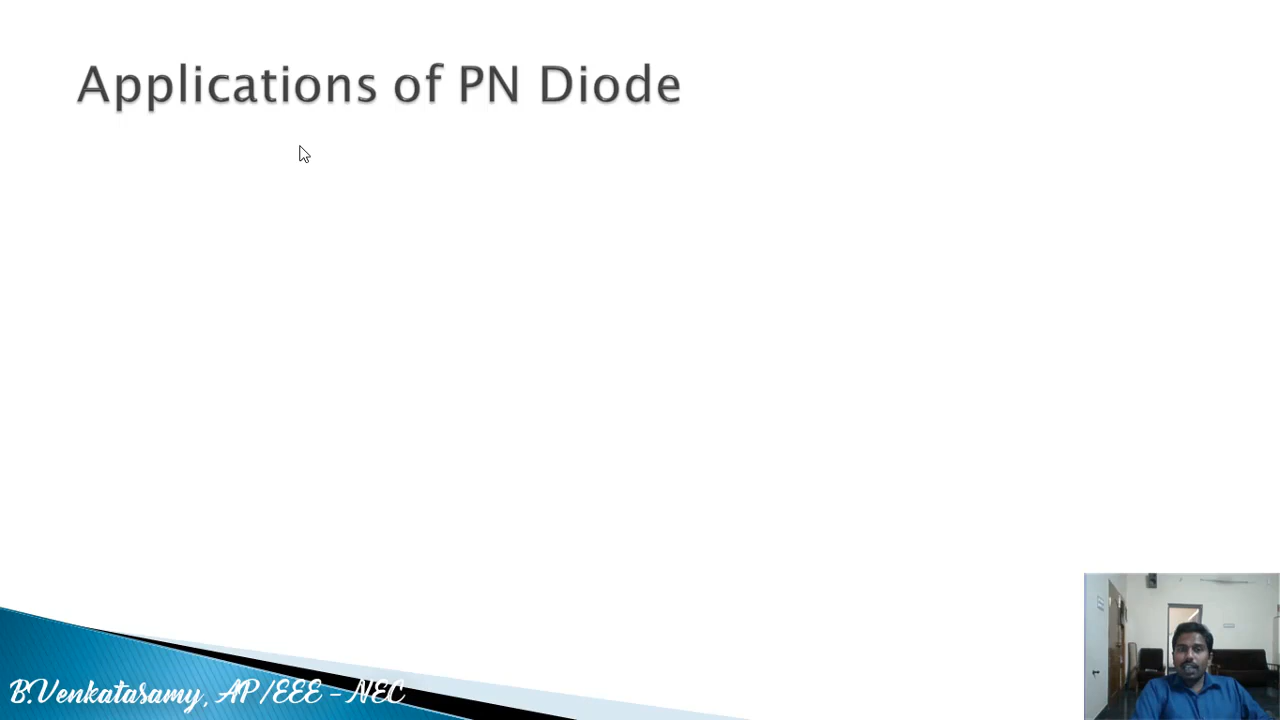 Applications of PN Diode
B.Venkatasamy, AP/EEE - NEC